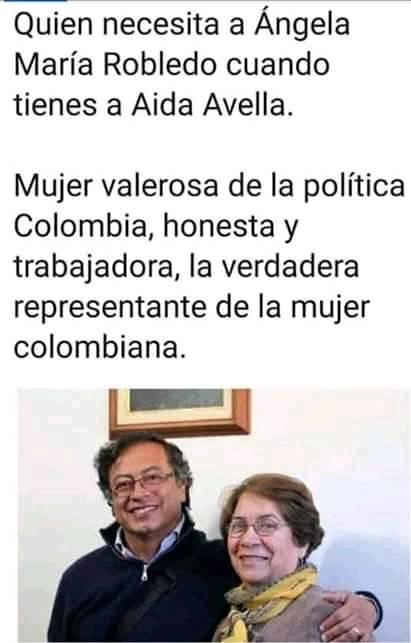 Quien necesita a Ángela
María Robledo cuando
tienes a Aida Avella.
Mujer valerosa de la política
Colombia, honesta y
trabajadora, la verdadera
representante de la mujer
colombiana.